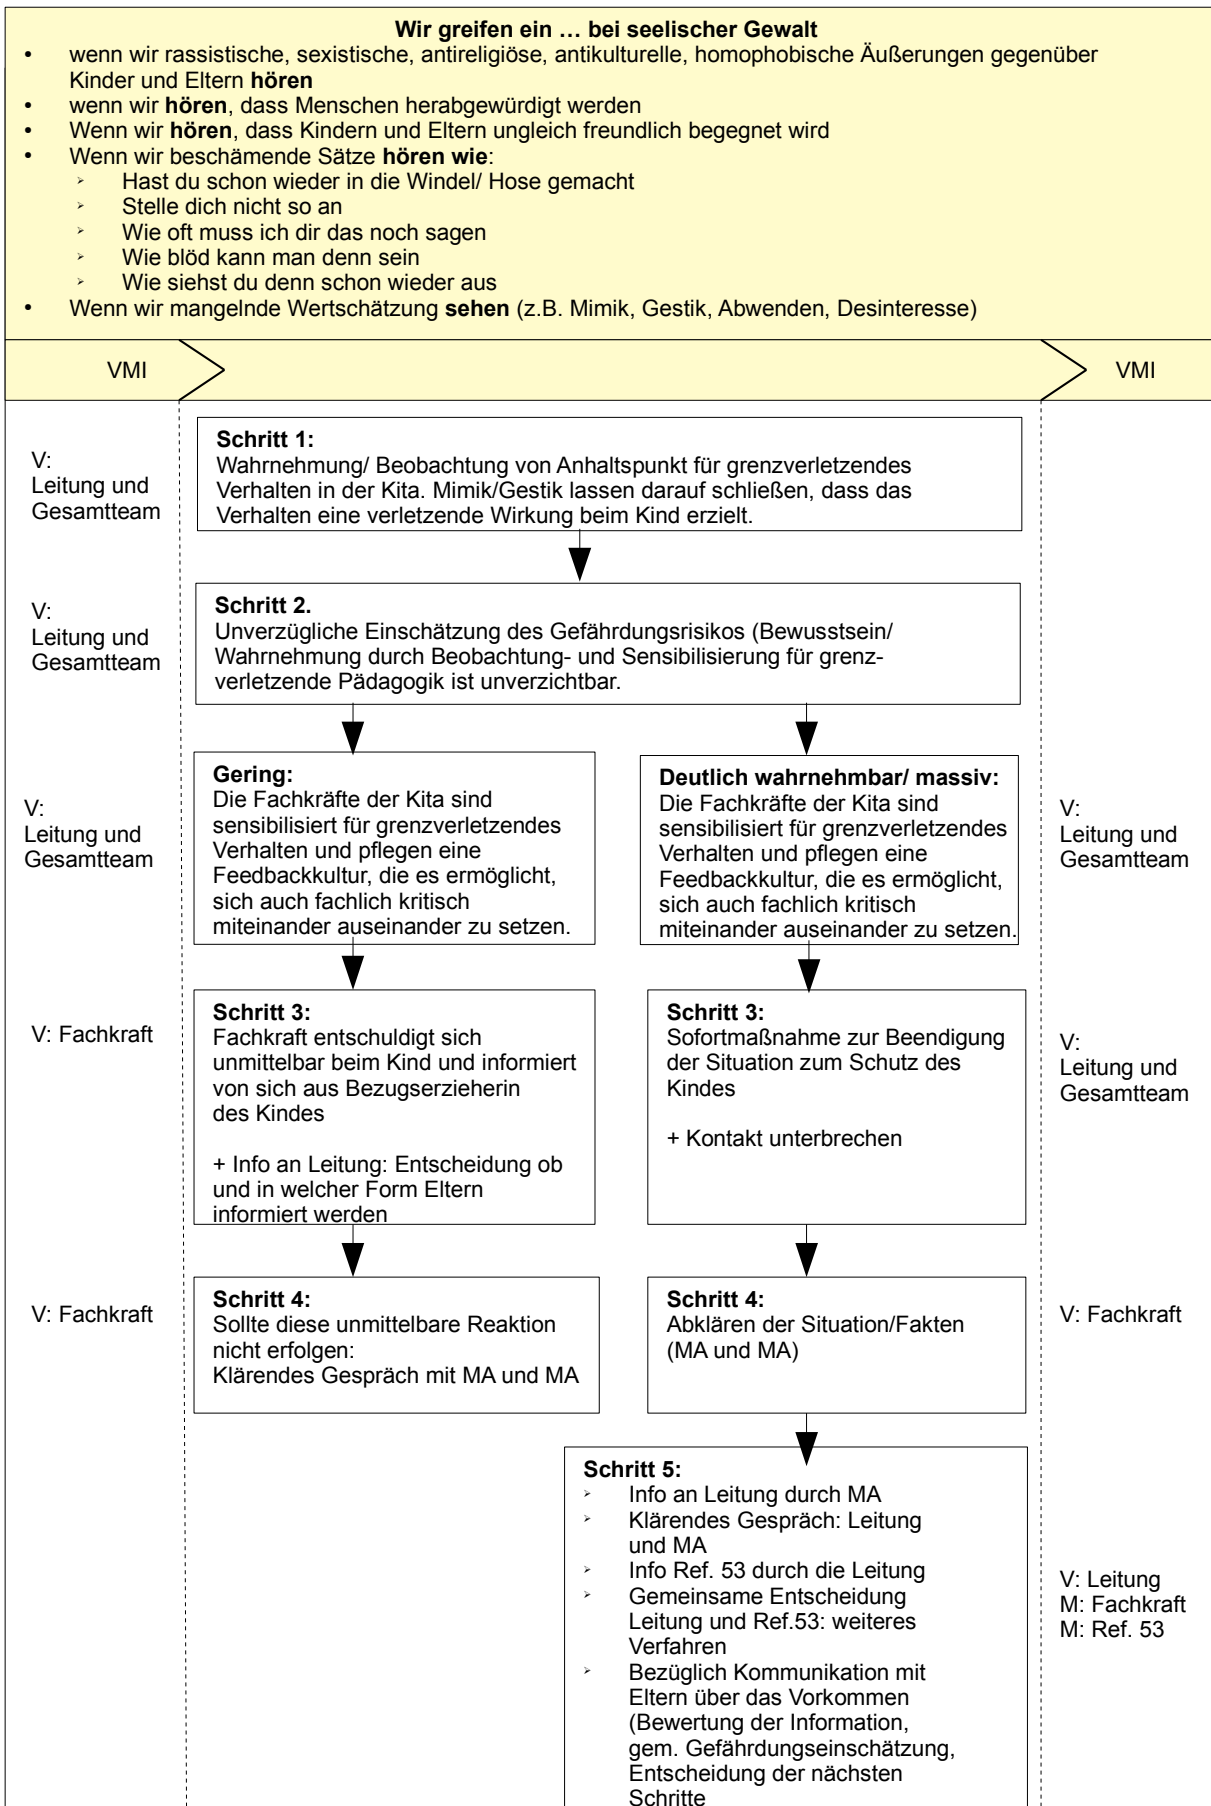 Wir greifen ein … bei seelischer Gewalt
• wenn wir rassistische, sexistische, antireligiöse, antikulturelle, homophobische Äußerungen gegenüber
Kinder und Eltern hören
• wenn wir hören, dass Menschen herabgewürdigt werden
• Wenn wir hören, dass Kindern und Eltern ungleich freundlich begegnet wird
• Wenn wir beschämende Sätze hören wie:
➢ Hast du schon wieder in die Windel/ Hose gemacht
➢ Stelle dich nicht so an
➢ Wie oft muss ich dir das noch sagen
➢ Wie blöd kann man denn sein
➢ Wie siehst du denn schon wieder aus
• Wenn wir mangelnde Wertschätzung sehen (z.B. Mimik, Gestik, Abwenden, Desinteresse)
VMI
VMI
V:
Leitung und
Gesamtteam
Schritt 1:
Wahrnehmung/ Beobachtung von Anhaltspunkt für grenzverletzendes
Verhalten in der Kita. Mimik/Gestik lassen darauf schließen, dass das
Verhalten eine verletzende Wirkung beim Kind erzielt.
V:
Leitung und
Gesamtteam
Schritt 2.
Unverzügliche Einschätzung des Gefährdungsrisikos (Bewusstsein/
Wahrnehmung durch Beobachtung- und Sensibilisierung für grenz-
verletzende Pädagogik ist unverzichtbar.
V:
Leitung und
Gesamtteam
Gering:
Die Fachkräfte der Kita sind
sensibilisiert für grenzverletzendes
Verhalten und pflegen eine
Feedbackkultur, die es ermöglicht,
sich auch fachlich kritisch
miteinander auseinander zu setzen.
Deutlich wahrnehmbar/ massiv:
Die Fachkräfte der Kita sind
sensibilisiert für grenzverletzendes
Verhalten und pflegen eine
Feedbackkultur, die es ermöglicht,
sich auch fachlich kritisch
miteinander auseinander zu setzen.
V:
Leitung und
Gesamtteam
V: Fachkraft
Schritt 3:
Fachkraft entschuldigt sich
unmittelbar beim Kind und informiert
von sich aus Bezugserzieherin
des Kindes
+ Info an Leitung: Entscheidung ob
und in welcher Form Eltern
informiert werden
Schritt 3:
Sofortmaßnahme zur Beendigung
der Situation zum Schutz des
Kindes
+ Kontakt unterbrechen
V:
Leitung und
Gesamtteam
V: Fachkraft
Schritt 4:
Sollte diese unmittelbare Reaktion
nicht erfolgen:
Klärendes Gespräch mit MA und MA
Schritt 4:
Abklären der Situation/Fakten
(MA und MA)
V: Fachkraft
Schritt 5:
➢ Info an Leitung durch MA
➢ Klärendes Gespräch: Leitung
und MA
➢ Info Ref. 53 durch die Leitung
➢ Gemeinsame Entscheidung
Leitung und Ref.53: weiteres
Verfahren
➢ Bezüglich Kommunikation mit
Eltern über das Vorkommen
(Bewertung der Information,
gem. Gefährdungseinschätzung,
Entscheidung der nächsten
Schritte
V: Leitung
M: Fachkraft
M: Ref. 53